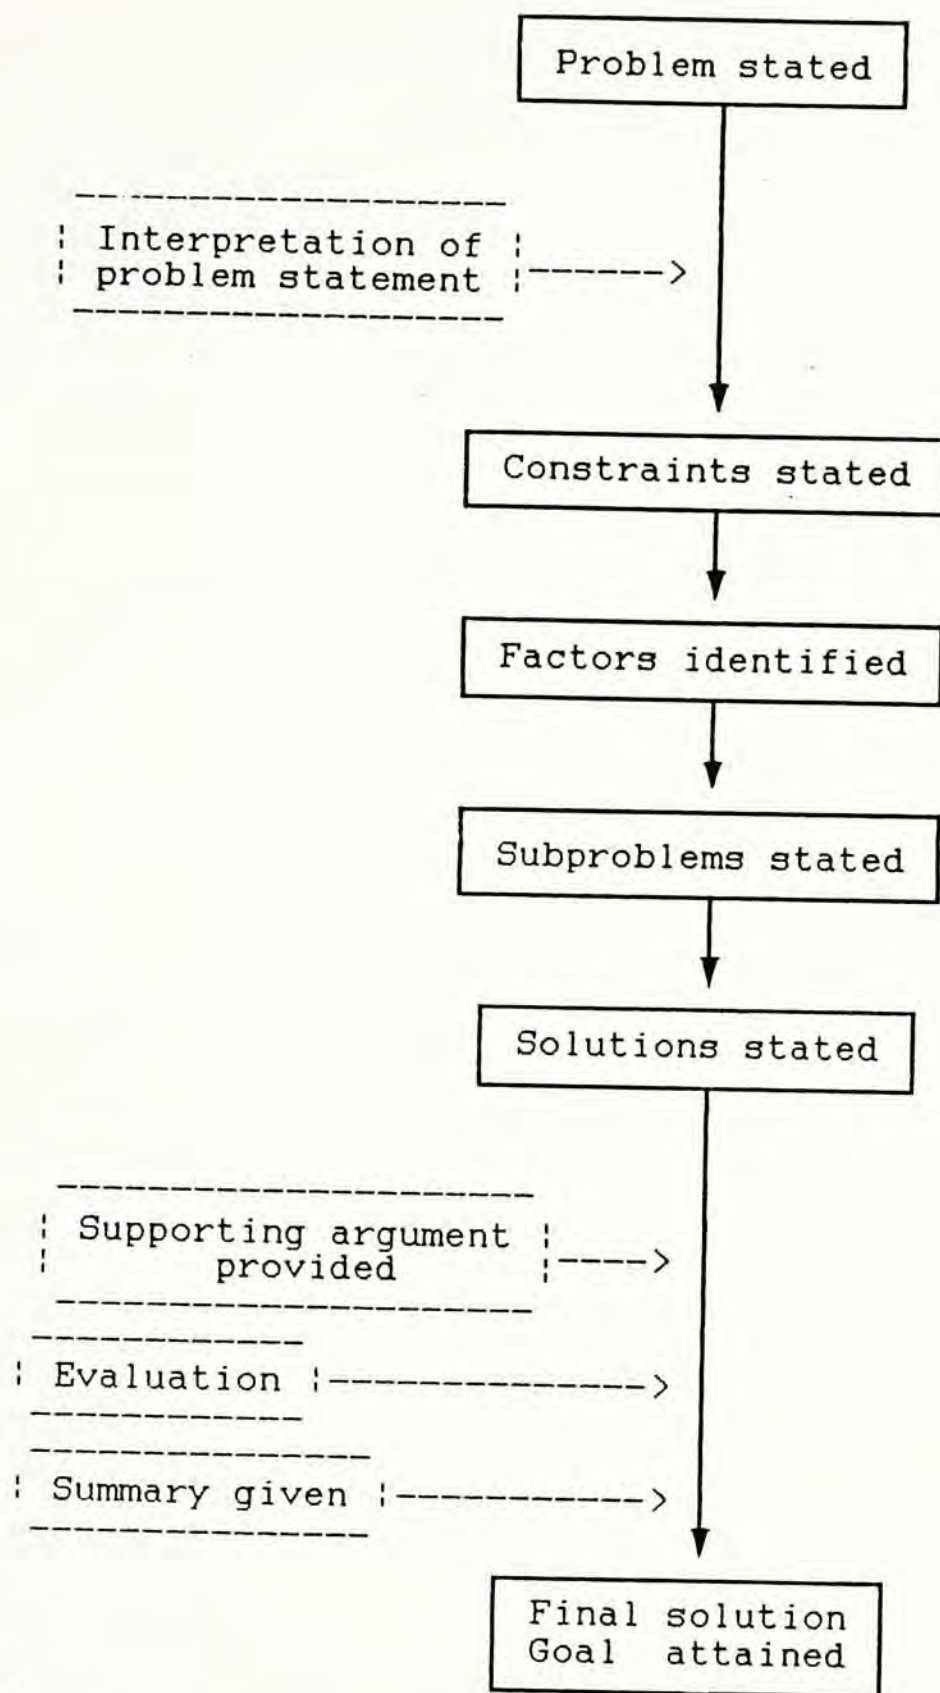 Problem stated
Interpretation of
problem statement
Constraints stated
Factors identified
Subproblems stated
Solutions stated
Supporting argument
provided
Evaluation
Summary given
Final solution
Goal attained